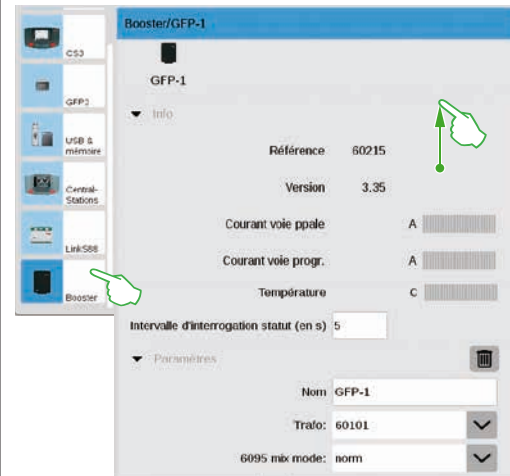 Booster/GFP-1
CS3
GFP3
USB &
mémoire
Central-
Stations
LinkS88
Booster
GFP-1
Info
Référence 60215
Version 3.35
Courant voie ppale A
Courant voie progr. A
Température C
Intervalle d'interrogation statut (en s) 5
Paramètres
Nom GFP-1
Trafo: 60101
6095 mix mode: norm